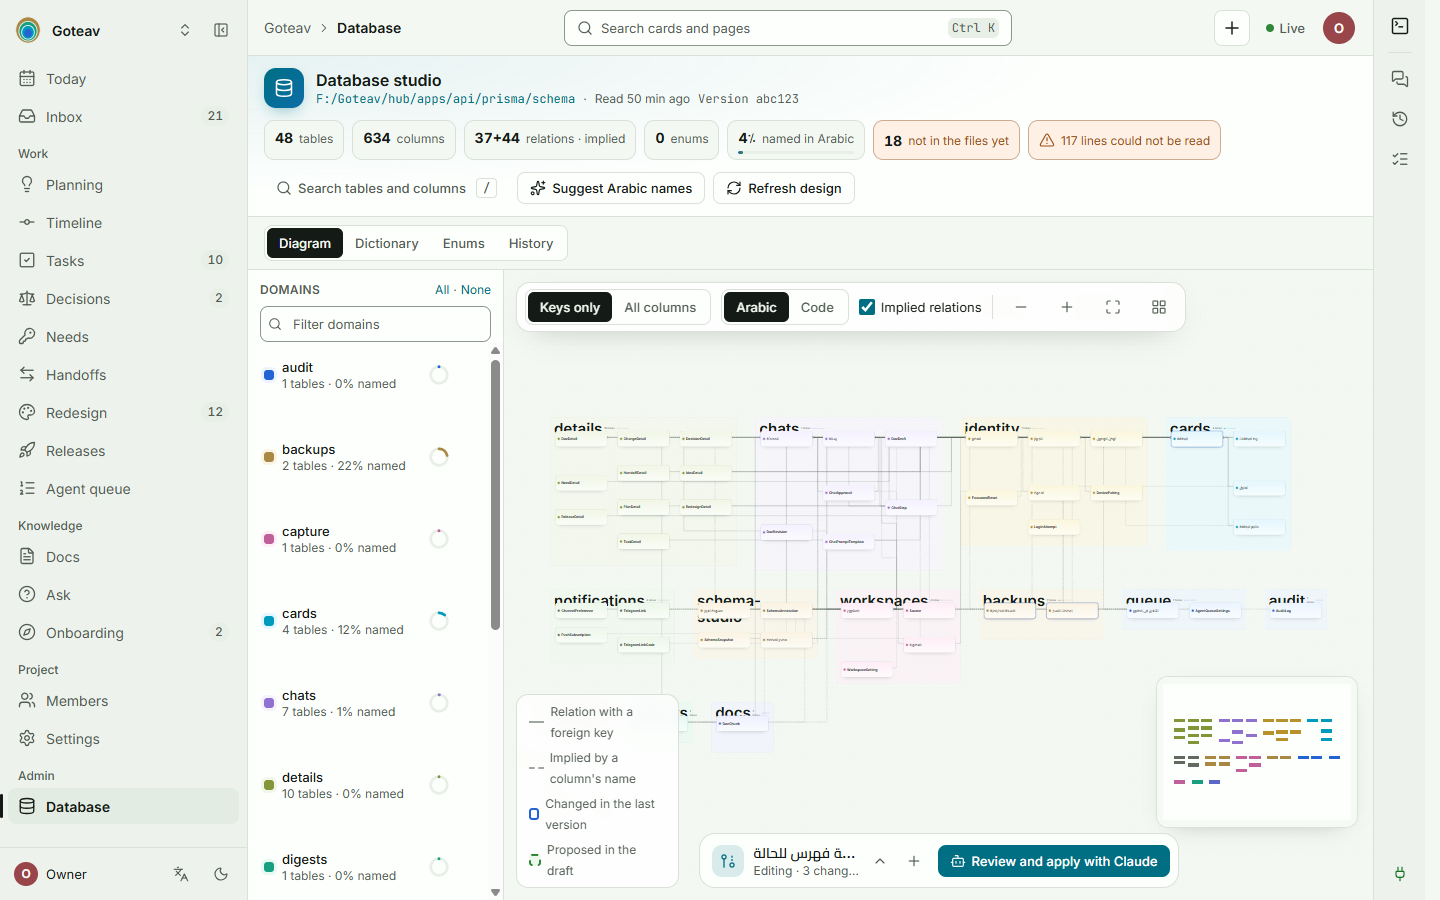 Goteav
Today
Inbox 21
Work
Planning
Timeline
Tasks 10
Decisions 2
Needs
Handoffs
Redesign 12
Releases
Agent queue
Knowledge
Docs
Ask
Onboarding 2
Project
Members
Settings
Admin
Database
O Owner
Goteav > Database
Search cards and pages Ctrl K
Live
O
Database studio
F:/Goteav/hub/apps/api/prisma/schema · Read 50 min ago Version abc123
48 tables
634 columns
37+44 relations · implied
0 enums
4٪ named in Arabic
18 not in the files yet
117 lines could not be read
Search tables and columns /
Suggest Arabic names
Refresh design
Diagram
Dictionary
Enums
History
DOMAINS
All · None
Filter domains
audit
1 tables · 0% named
backups
2 tables · 22% named
capture
1 tables · 0% named
cards
4 tables · 12% named
chats
7 tables · 1% named
details
10 tables · 0% named
digests
1 tables · 0% named
Keys only
All columns
Arabic
Code
Implied relations
details
chats
identity
cards
notifications
schema-
studio
workspaces
backups
queue
audit
docs
Relation with a
foreign key
Implied by a
column's name
Changed in the last
version
Proposed in the
draft
ة فهرس للحالة...
Editing · 3 chang...
Review and apply with Claude